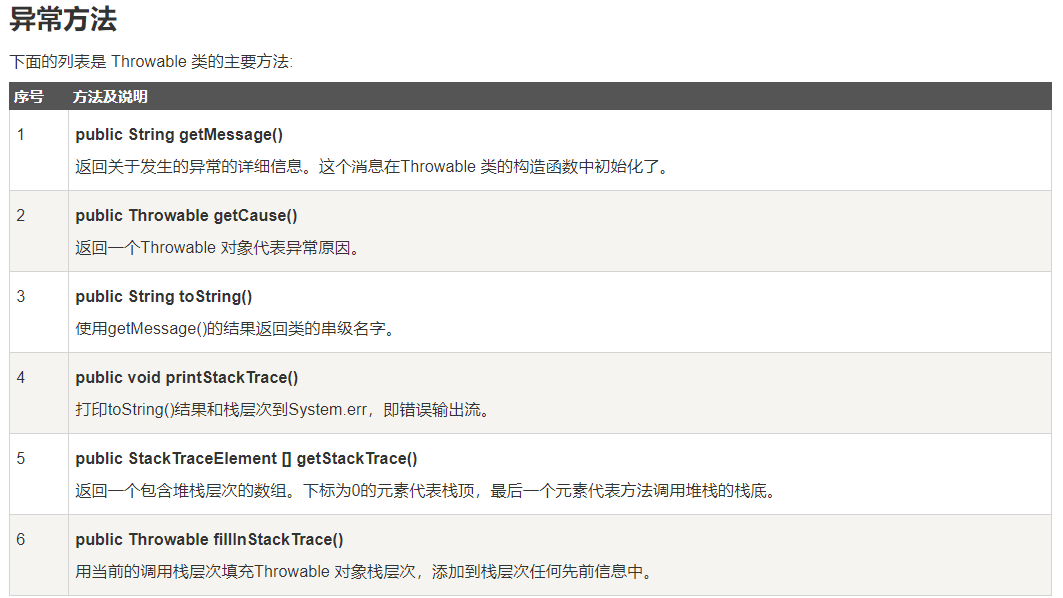 异常方法
下面的列表是 Throwable 类的主要方法:
序号 方法及说明
1 public String getMessage()
返回关于发生的异常的详细信息。这个消息在Throwable 类的构造函数中初始化了。
2 public Throwable getCause()
返回一个Throwable 对象代表异常原因。
3 public String toString()
使用getMessage()的结果返回类的串级名字。
4 public void printStackTrace()
打印toString()结果和栈层次到System.err，即错误输出流。
5 public StackTraceElement [] getStackTrace()
返回一个包含堆栈层次的数组。下标为0的元素代表栈顶，最后一个元素代表方法调用堆栈的栈底。
6 public Throwable fillInStackTrace()
用当前的调用栈层次填充Throwable 对象栈层次，添加到栈层次任何先前信息中。